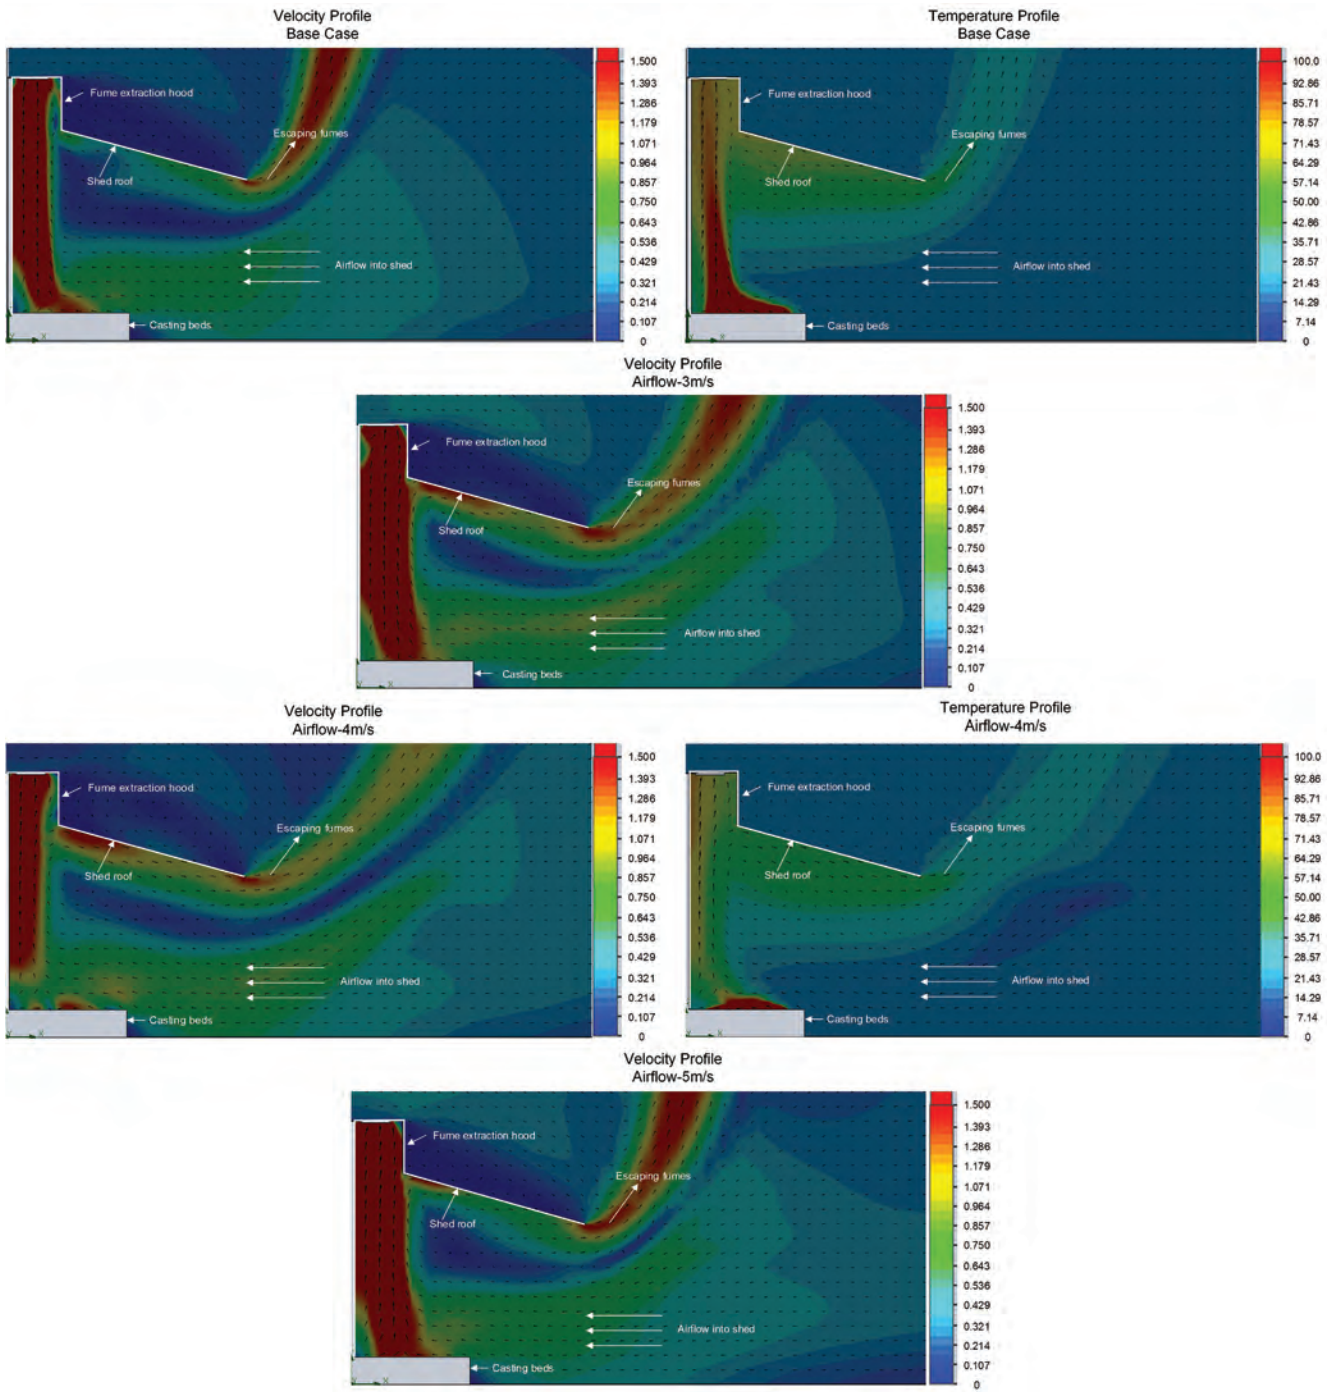 Velocity Profile
Base Case
Fume extraction hood
Escaping fumes
Shed roof
Airflow into shed
Casting beds
Y
X
1.500
1.393
1.286
1.179
1.071
0.964
0.857
0.750
0.643
0.536
0.429
0.321
0.214
0.107
0
Temperature Profile
Base Case
Fume extraction hood
Escaping fumes
Shed roof
Airflow into shed
Casting beds
Y
X
100.0
92.86
85.71
78.57
71.43
64.29
57.14
50.00
42.86
35.71
28.57
21.43
14.29
7.14
0
Velocity Profile
Airflow-3m/s
Fume extraction hood
Escaping fumes
Shed roof
Airflow into shed
Casting beds
Y
X
1.500
1.393
1.286
1.179
1.071
0.964
0.857
0.750
0.643
0.536
0.429
0.321
0.214
0.107
0
Velocity Profile
Airflow-4m/s
Fume extraction hood
Escaping fumes
Shed roof
Airflow into shed
Casting beds
Y
X
1.500
1.393
1.286
1.179
1.071
0.964
0.857
0.750
0.643
0.536
0.429
0.321
0.214
0.107
0
Temperature Profile
Airflow-4m/s
Fume extraction hood
Escaping fumes
Shed roof
Airflow into shed
Casting beds
Y
X
100.0
92.86
85.71
78.57
71.43
64.29
57.14
50.00
42.86
35.71
28.57
21.43
14.29
7.14
0
Velocity Profile
Airflow-5m/s
Fume extraction hood
Escaping fumes
Shed roof
Airflow into shed
Casting beds
Y
X
1.500
1.393
1.286
1.179
1.071
0.964
0.857
0.750
0.643
0.536
0.429
0.321
0.214
0.107
0